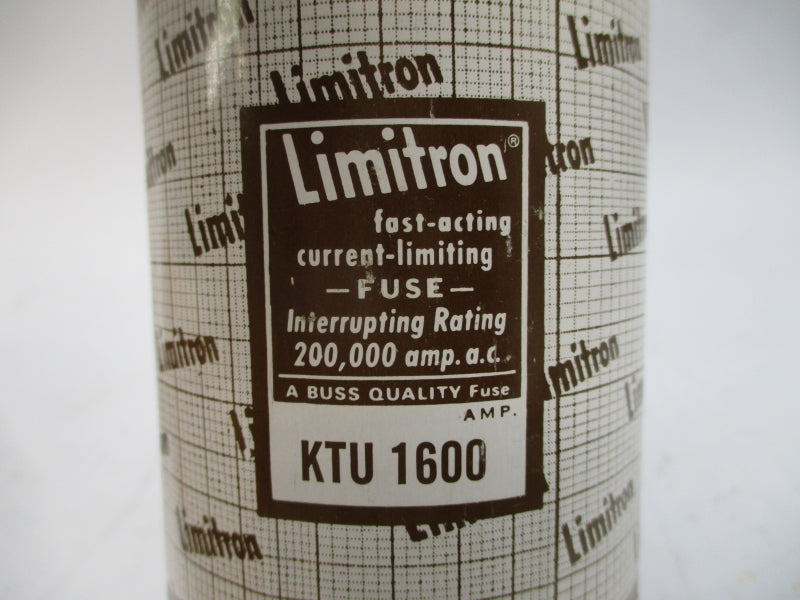 Limitron
Limitron
Limitron
Limitron®
fast-acting
current-limiting
—FUSE—
Interrupting Rating
200,000 amp. a.c.
A BUSS QUALITY Fuse
AMP.
KTU 1600
Limitron